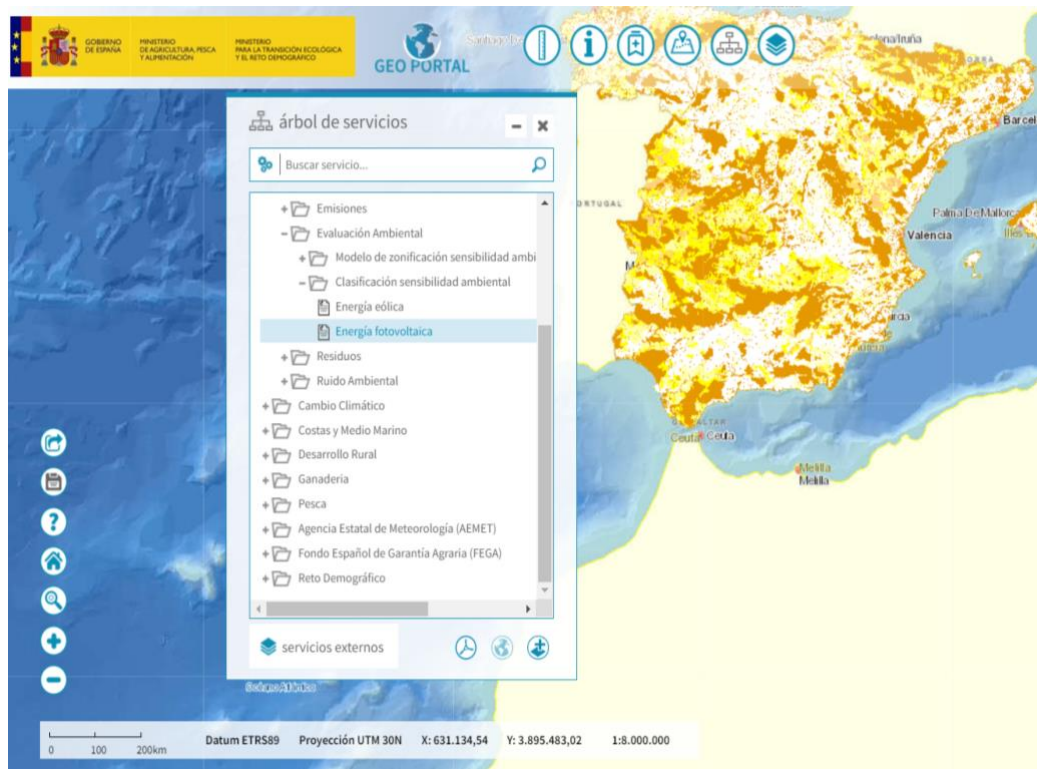 GOBIERNO
DE ESPAÑA
MINISTERIO
DE AGRICULTURA, PESCA
Y ALIMENTACIÓN
MINISTERIO
PARA LA TRANSICIÓN ECOLÓGICA
Y EL RETO DEMOGRÁFICO
GEO PORTAL
árbol de servicios
Buscar servicio...
Emisiones
Evaluación Ambiental
Modelo de zonificación sensibilidad ambi
Clasificación sensibilidad ambiental
Energía eólica
Energía fotovoltaica
Residuos
Ruido Ambiental
Cambio Climático
Costas y Medio Marino
Desarrollo Rural
Ganaderia
Pesca
Agencia Estatal de Meteorología (AEMET)
Fondo Español de Garantía Agraria (FEGA)
Reto Demográfico
servicios externos
Barcel
Palma De Mallorc
Valencia
Ceuta
Ceuta
Melilla
Melilla
0 100 200km
Datum ETRS89 Proyección UTM 30N X: 631.134,54 Y: 3.895.483,02 1:8.000.000